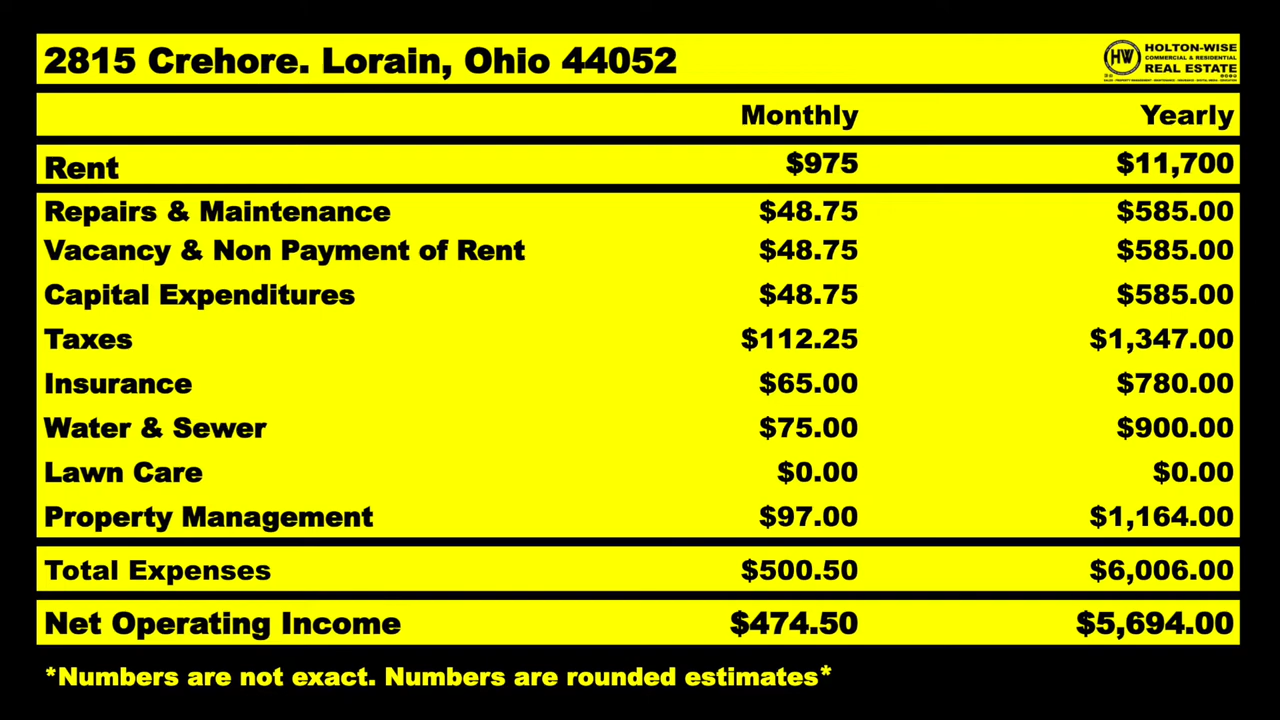 2815 Crehore. Lorain, Ohio 44052
HW
HOLTON-WISE
COMMERCIAL & RESIDENTIAL
REAL ESTATE
Monthly Yearly
Rent $975 $11,700
Repairs & Maintenance $48.75 $585.00
Vacancy & Non Payment of Rent $48.75 $585.00
Capital Expenditures $48.75 $585.00
Taxes $112.25 $1,347.00
Insurance $65.00 $780.00
Water & Sewer $75.00 $900.00
Lawn Care $0.00 $0.00
Property Management $97.00 $1,164.00
Total Expenses $500.50 $6,006.00
Net Operating Income $474.50 $5,694.00
*Numbers are not exact. Numbers are rounded estimates*